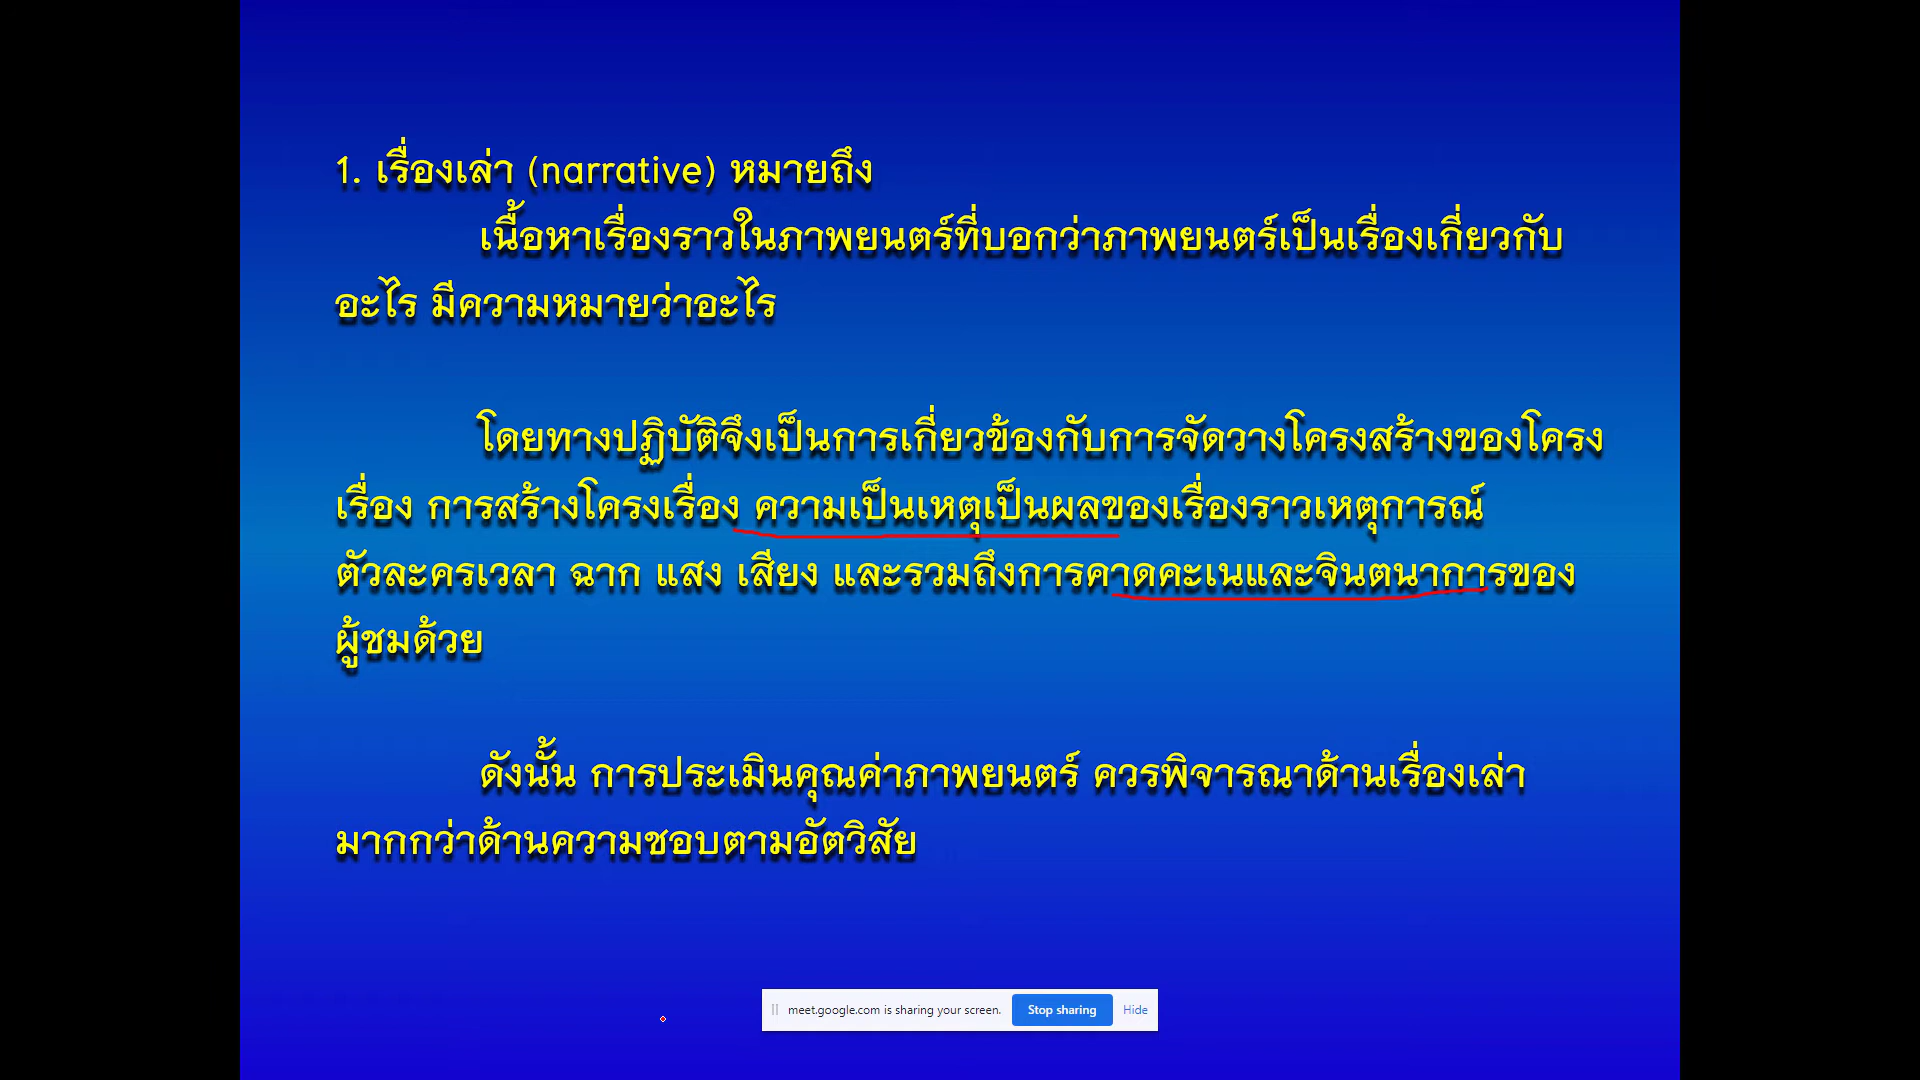 1. เรื่องเล่า (narrative) หมายถึง
เนื้อหาเรื่องราวในภาพยนตร์ที่บอกว่าภาพยนตร์เป็นเรื่องเกี่ยวกับ
อะไร มีความหมายว่าอะไร
โดยทางปฏิบัติจึงเป็นการเกี่ยวข้องกับการจัดวางโครงสร้างของโครง
เรื่อง การสร้างโครงเรื่อง ความเป็นเหตุเป็นผลของเรื่องราวเหตุการณ์
ตัวละครเวลา ฉาก แสง เสียง และรวมถึงการคาดคะเนและจินตนาการของ
ผู้ชมด้วย
ดังนั้น การประเมินคุณค่าภาพยนตร์ ควรพิจารณาด้านเรื่องเล่า
มากกว่าด้านความชอบตามอัตวิสัย
meet.google.com is sharing your screen. Stop sharing Hide